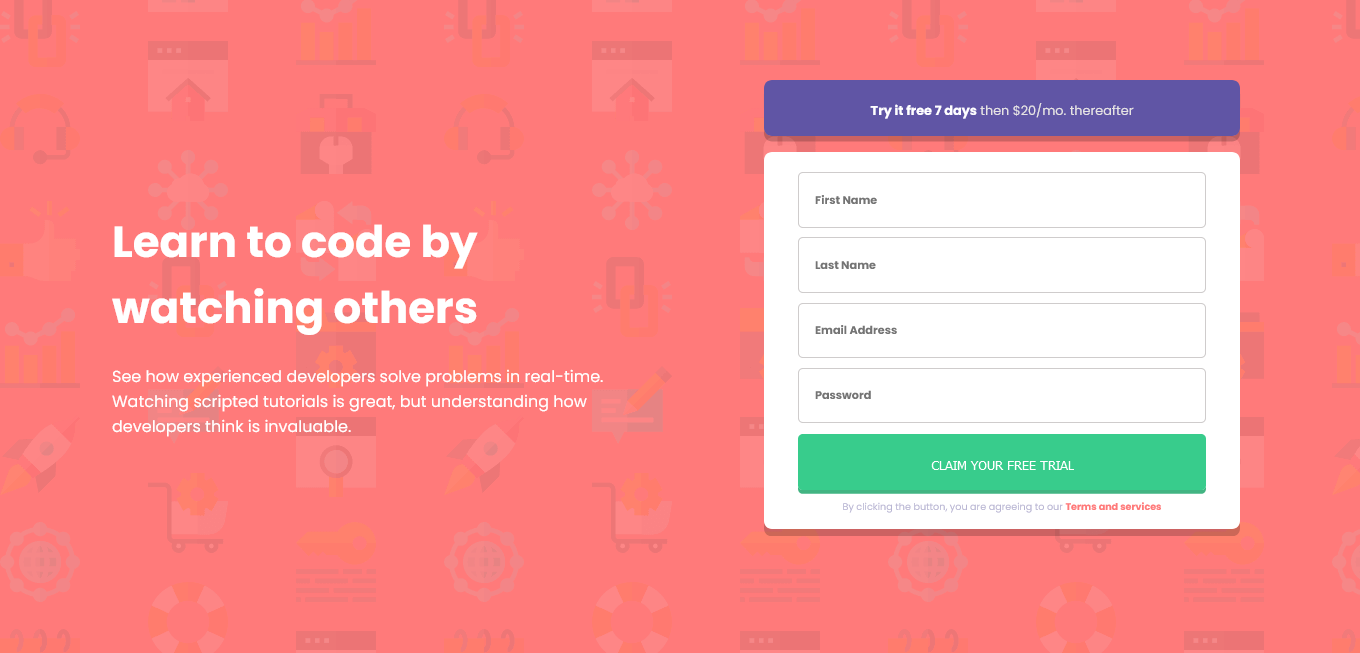 Learn to code by
watching others
See how experienced developers solve problems in real-time.
Watching scripted tutorials is great, but understanding how
developers think is invaluable.
Try it free 7 days then $20/mo. thereafter
First Name
Last Name
Email Address
Password
CLAIM YOUR FREE TRIAL
By clicking the button, you are agreeing to our Terms and services